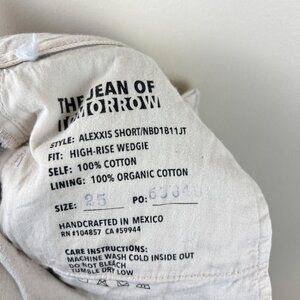 THE JEAN OF
TOMORROW
STYLE: ALEXXIS SHORT/NBD1B11JT
FIT: HIGH-RISE WEDGIE
SELF: 100% COTTON
LINING: 100% ORGANIC COTTON
SIZE: 25 PO:
HANDCRAFTED IN MEXICO
RN #104857 CA #59944
CARE INSTRUCTIONS:
MACHINE WASH COLD INSIDE OUT
DO NOT BLEACH
TUMBLE DRY LOW